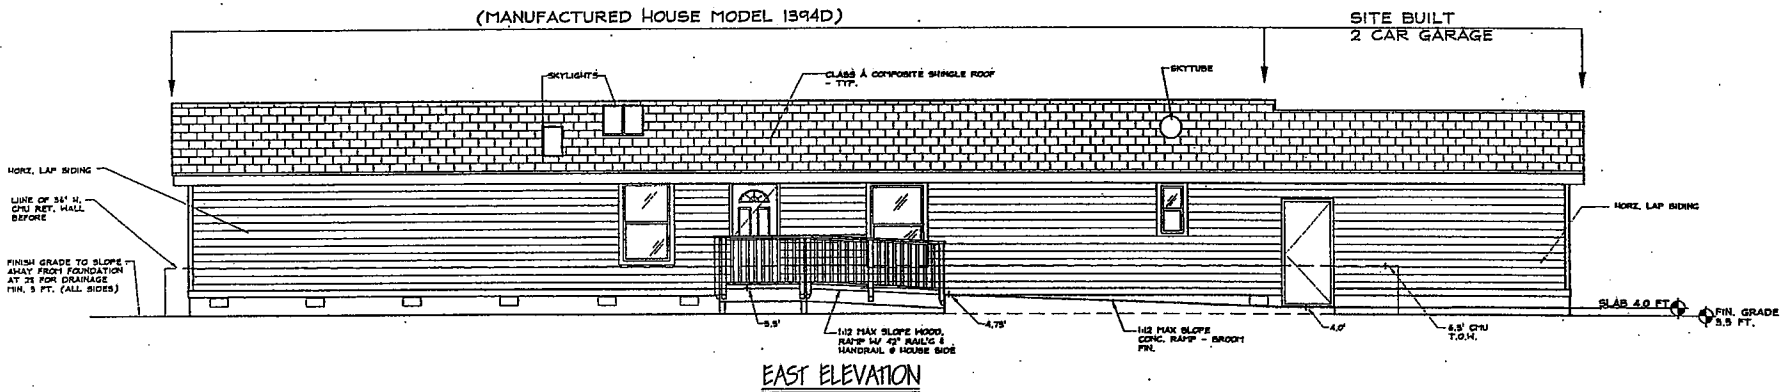 (MANUFACTURED HOUSE MODEL 1394D)
SITE BUILT
2 CAR GARAGE
SKYLIGHTS
CLASS A COMPOSITE SHINGLE ROOF
- TYP.
SKYTUBE
HORZ. LAP SIDING
LINE OF 36" H.
CMU RET. WALL
BEFORE
HORZ. LAP SIDING
FINISH GRADE TO SLOPE
AWAY FROM FOUNDATION
AT 2% FOR DRAINAGE
MIN. 5 FT. (ALL SIDES)
SLAB 4.0 FT.
FIN. GRADE
3.5 FT.
5.5'
1:12 MAX SLOPE WOOD,
RAMP W/ 42" RAIL'G &
HANDRAIL @ HOUSE SIDE
4.75'
1:12 MAX SLOPE
CONC. RAMP - BROOM
FIN.
4.0'
6.5' CMU
T.O.W.
EAST ELEVATION